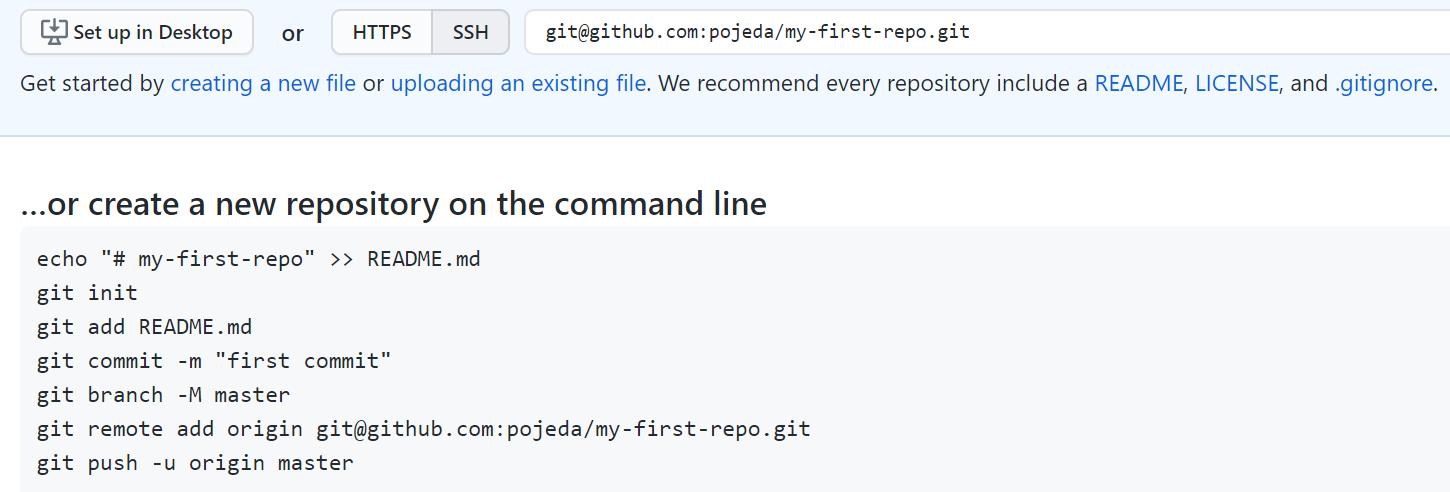 Set up in Desktop or HTTPS SSH git@github.com:pojeda/my-first-repo.git
Get started by creating a new file or uploading an existing file. We recommend every repository include a README, LICENSE, and .gitignore.
…or create a new repository on the command line
echo "# my-first-repo" >> README.md
git init
git add README.md
git commit -m "first commit"
git branch -M master
git remote add origin git@github.com:pojeda/my-first-repo.git
git push -u origin master